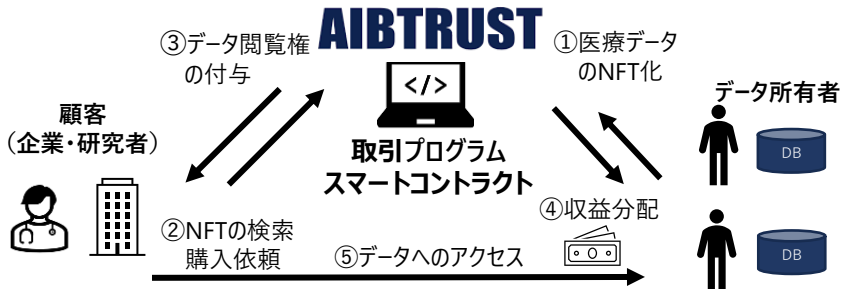 AIBTRUST
③データ閲覧権
の付与
①医療データ
のNFT化
</>
取引プログラム
スマートコントラクト
顧客
(企業・研究者)
データ所有者
DB
②NFTの検索
購入依頼
④収益分配
⑤データへのアクセス
DB